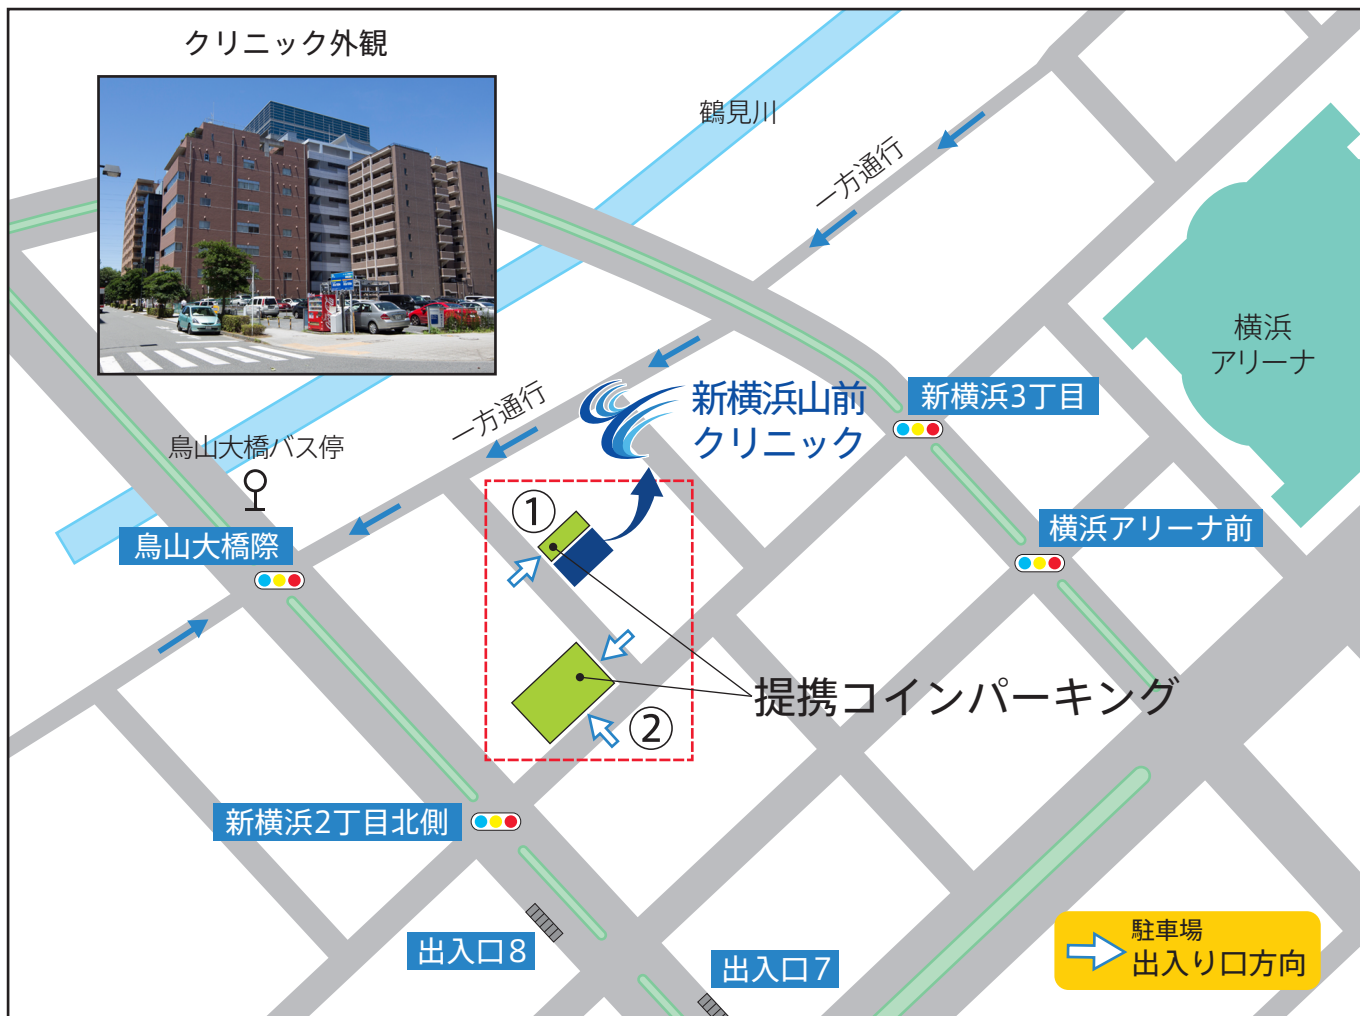 クリニック外観
鶴見川
一方通行
横浜
アリーナ
新横浜3丁目
新横浜山前
クリニック
一方通行
鳥山大橋バス停
①
横浜アリーナ前
鳥山大橋際
提携コインパーキング
②
新横浜2丁目北側
出入口8
出入口7
駐車場
出入り口方向